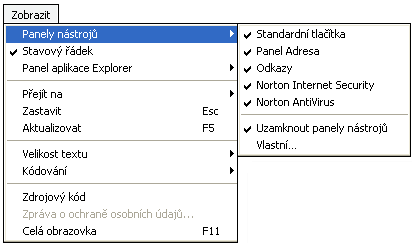 Zobrazit
Panely nástrojů
Stavový řádek
Panel aplikace Explorer
Přejít na
Zastavit Esc
Aktualizovat F5
Velikost textu
Kódování
Zdrojový kód
Zpráva o ochraně osobních údajů...
Celá obrazovka F11
Standardní tlačítka
Panel Adresa
Odkazy
Norton Internet Security
Norton AntiVirus
Uzamknout panely nástrojů
Vlastní...